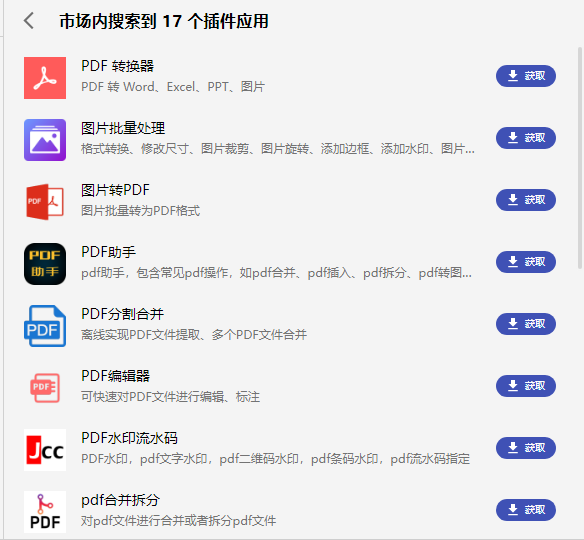 市场内搜索到 17 个插件应用
PDF 转换器
PDF 转 Word、Excel、PPT、图片
获取
图片批量处理
格式转换、修改尺寸、图片裁剪、图片旋转、添加边框、添加水印、图片...
获取
PDF
图片转PDF
图片批量转为PDF格式
获取
PDF
助手
PDF助手
pdf助手，包含常见pdf操作，如pdf合并、pdf插入、pdf拆分、pdf转图...
获取
PDF
PDF分割合并
离线实现PDF文件提取、多个PDF文件合并
获取
PDF
PDF编辑器
可快速对PDF文件进行编辑、标注
获取
Jcc
PDF水印流水码
PDF水印，pdf文字水印，pdf二维码水印，pdf条码水印，pdf流水码指定
获取
PDF
pdf合并拆分
对pdf文件进行合并或者拆分pdf文件
获取